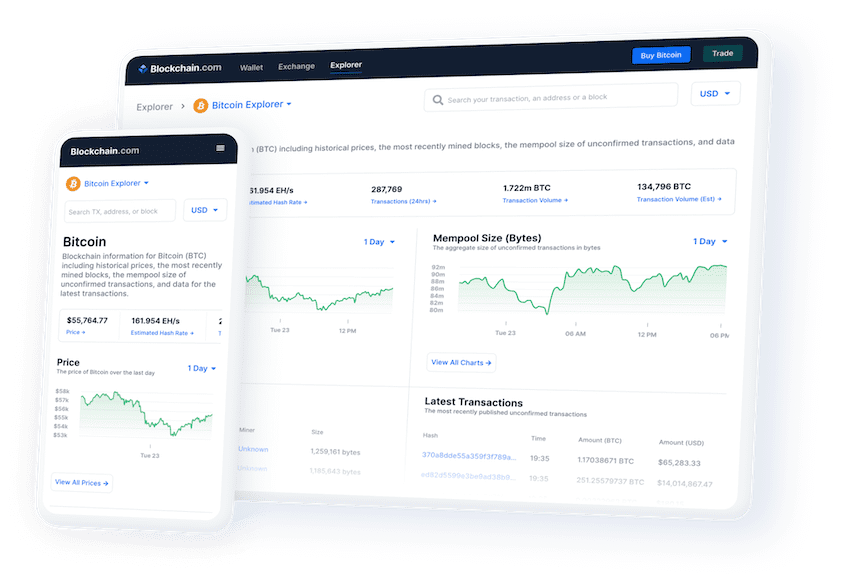 Blockchain.com Wallet Exchange Explorer Buy Bitcoin Trade
Explorer > Bitcoin Explorer Search your transaction, an address or a block USD
(BTC) including historical prices, the most recently mined blocks, the mempool size of unconfirmed transactions, and data
61.954 EH/s 287,769 1.722m BTC 134,796 BTC
stimated Hash Rate → Transactions (24hrs) → Transaction Volume → Transaction Volume (Est) →
1 Day
Mempool Size (Bytes) 1 Day
The aggregate size of unconfirmed transactions in bytes
92m
90m
88m
86m
84m
82m
80m
Tue 23 12 PM
Tue 23 06 AM 12 PM 06 PM
View All Charts →
Latest Transactions
The most recently published unconfirmed transactions
Miner Size
Unknown 1,259,161 bytes
Unknown 1,185,643 bytes
Hash Time Amount (BTC) Amount (USD)
370a8dde55a359f3f789a... 19:35 1.17038671 BTC $65,283.33
ed82d5599e2be9ad38b8... 19:35 251.25579737 BTC $14,014,867.47
Blockchain.com
Bitcoin Explorer
Search TX, address, or block USD
Bitcoin
Blockchain information for Bitcoin (BTC)
including historical prices, the most recently
mined blocks, the mempool size of
unconfirmed transactions, and data for the
latest transactions.
$55,764.77 161.954 EH/s 2
Price → Estimated Hash Rate → T
Price 1 Day
The price of Bitcoin over the last day
$58k
$57k
$56k
$55k
$54k
$53k
Tue 23
View All Prices →